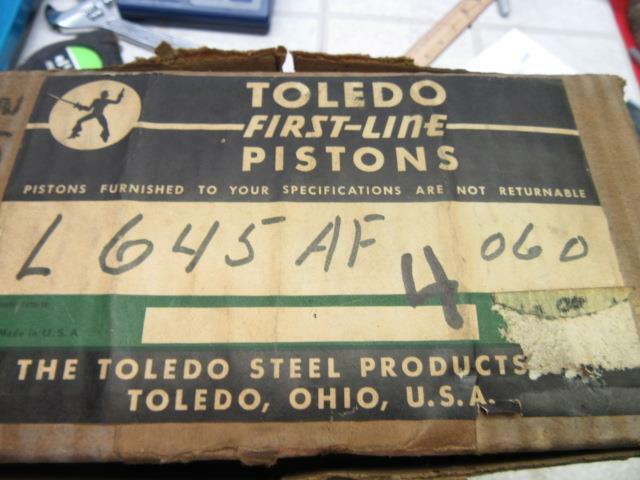 TOLEDO
FIRST-LINE
PISTONS
PISTONS FURNISHED TO YOUR SPECIFICATIONS ARE NOT RETURNABLE
L 645 AF 4 060
Made in U.S.A.
THE TOLEDO STEEL PRODUCTS
TOLEDO, OHIO, U.S.A.